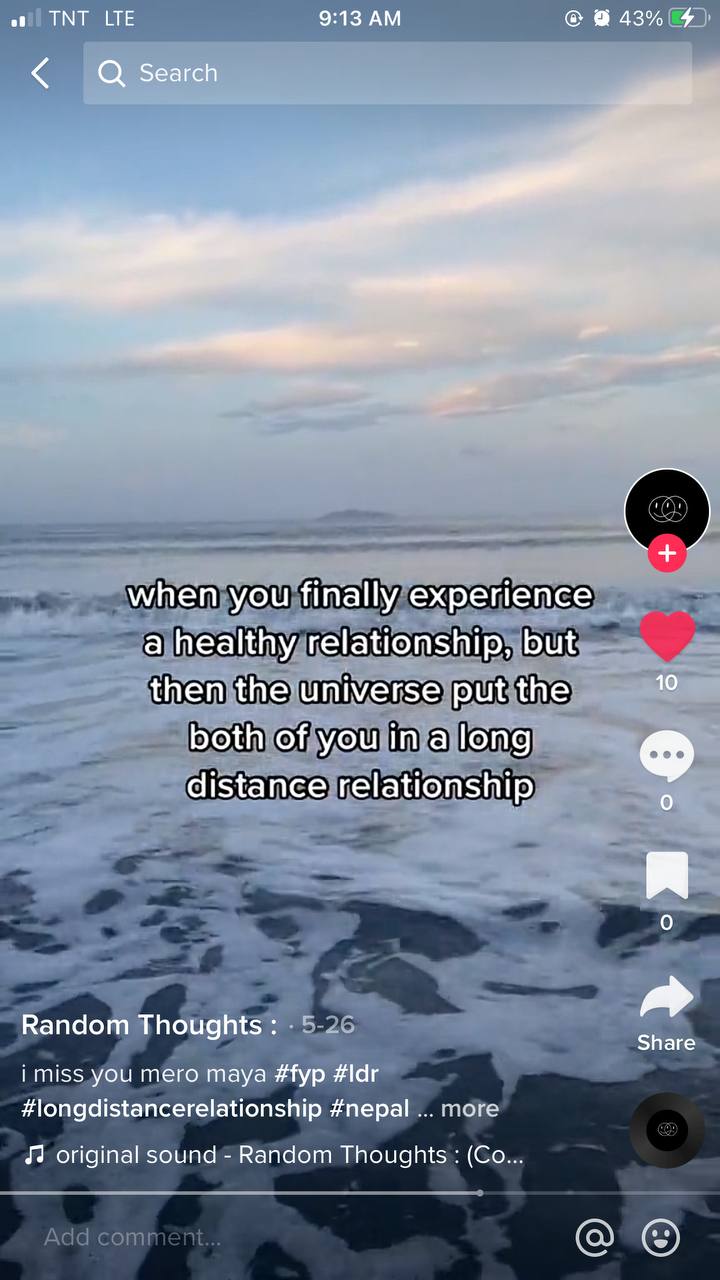 TNT LTE 9:13 AM 43%
Search
when you finally experience
a healthy relationship, but
then the universe put the
both of you in a long
distance relationship
10
0
0
Share
Random Thoughts : · 5-26
i miss you mero maya #fyp #ldr
#longdistancerelationship #nepal ... more
original sound - Random Thoughts : (Co...
Add comment...